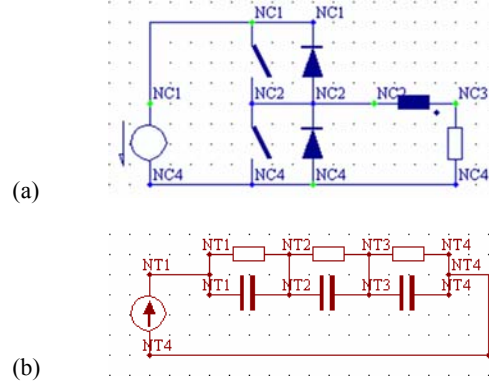 NC1 NC1
NC1 NC2 NC2 NC2 NC3
NC4 NC4 NC4 NC4
(a)
NT1 NT2 NT3 NT4
NT1 NT4
NT1 NT2 NT3 NT4
NT4
(b)